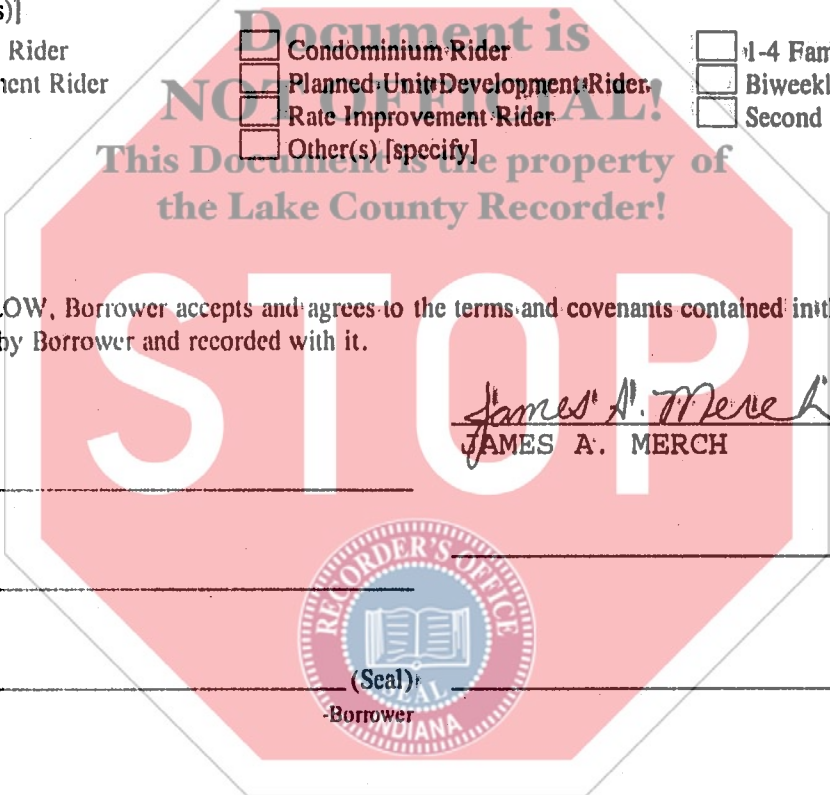 s)]
Rider
ent Rider
Condominium Rider
Planned Unit Development Rider
Rate Improvement Rider
Other(s) [specify]
1-4 Fam
Biweekl
Second
Document is
NOT OFFICIAL!
This Document is the property of
the Lake County Recorder!
LOW, Borrower accepts and agrees to the terms and covenants contained in t
by Borrower and recorded with it.
STOP
James A. Merch
JAMES A. MERCH
RECORDER'S OFFICE
SEAL
INDIANA
(Seal)
-Borrower